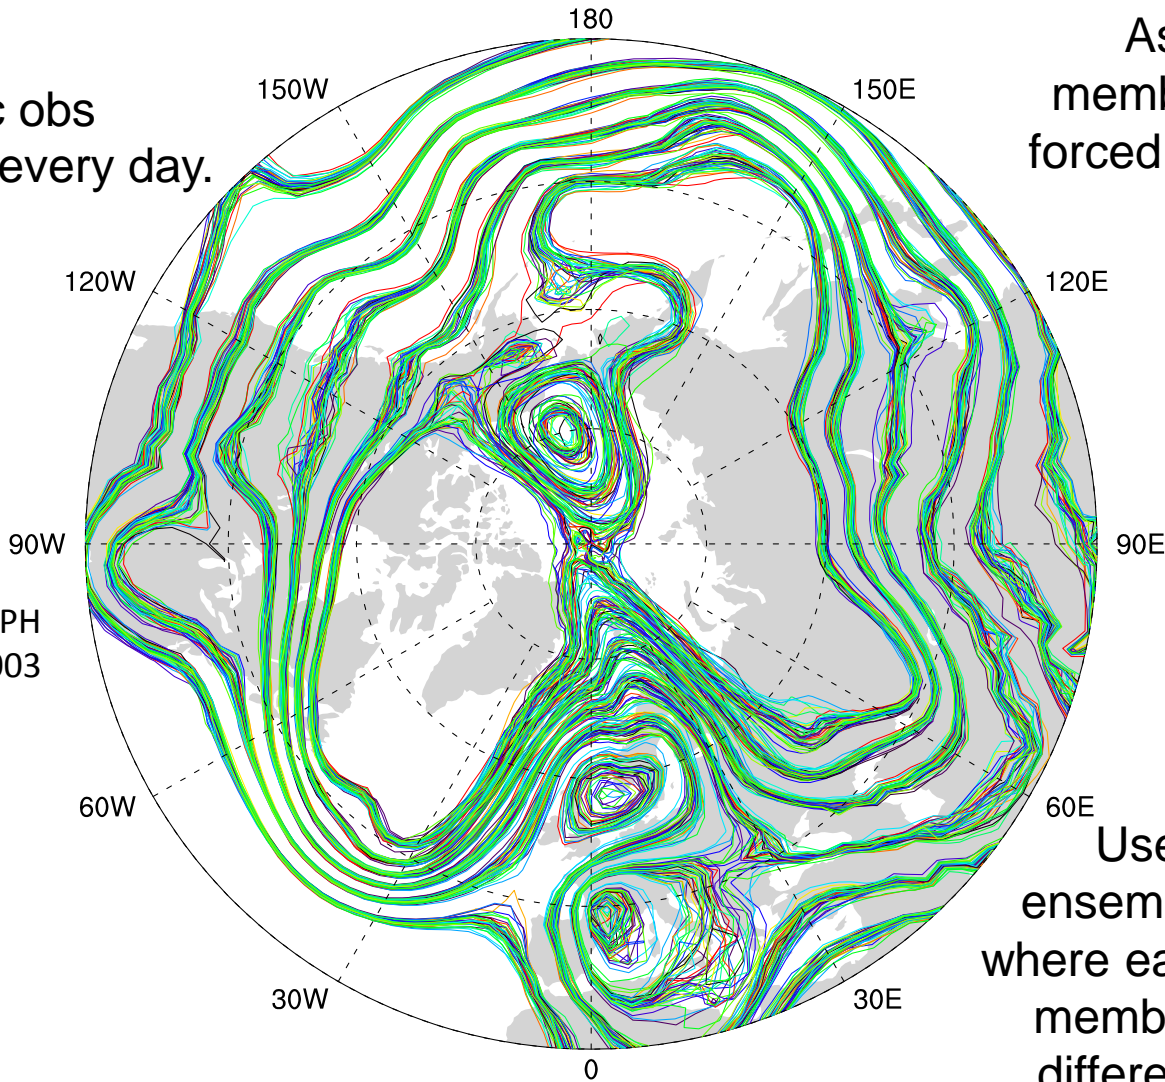 180
150W
150E
As
c obs
memb
every day.
forced
120W
120E
90W
90E
PH
003
60W
60E
Use
ensem
where ea
30W
30E
memb
0
differe